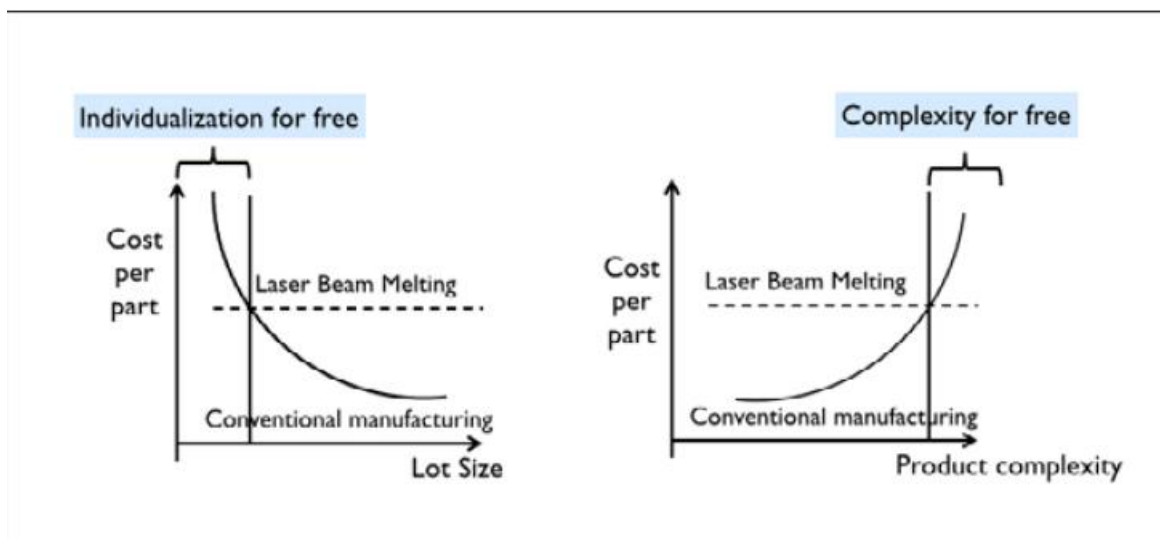 Individualization for free
Cost
per
part
Laser Beam Melting
Conventional manufacturing
Lot Size
Complexity for free
Cost
per
part
Laser Beam Melting
Conventional manufacturing
Product complexity